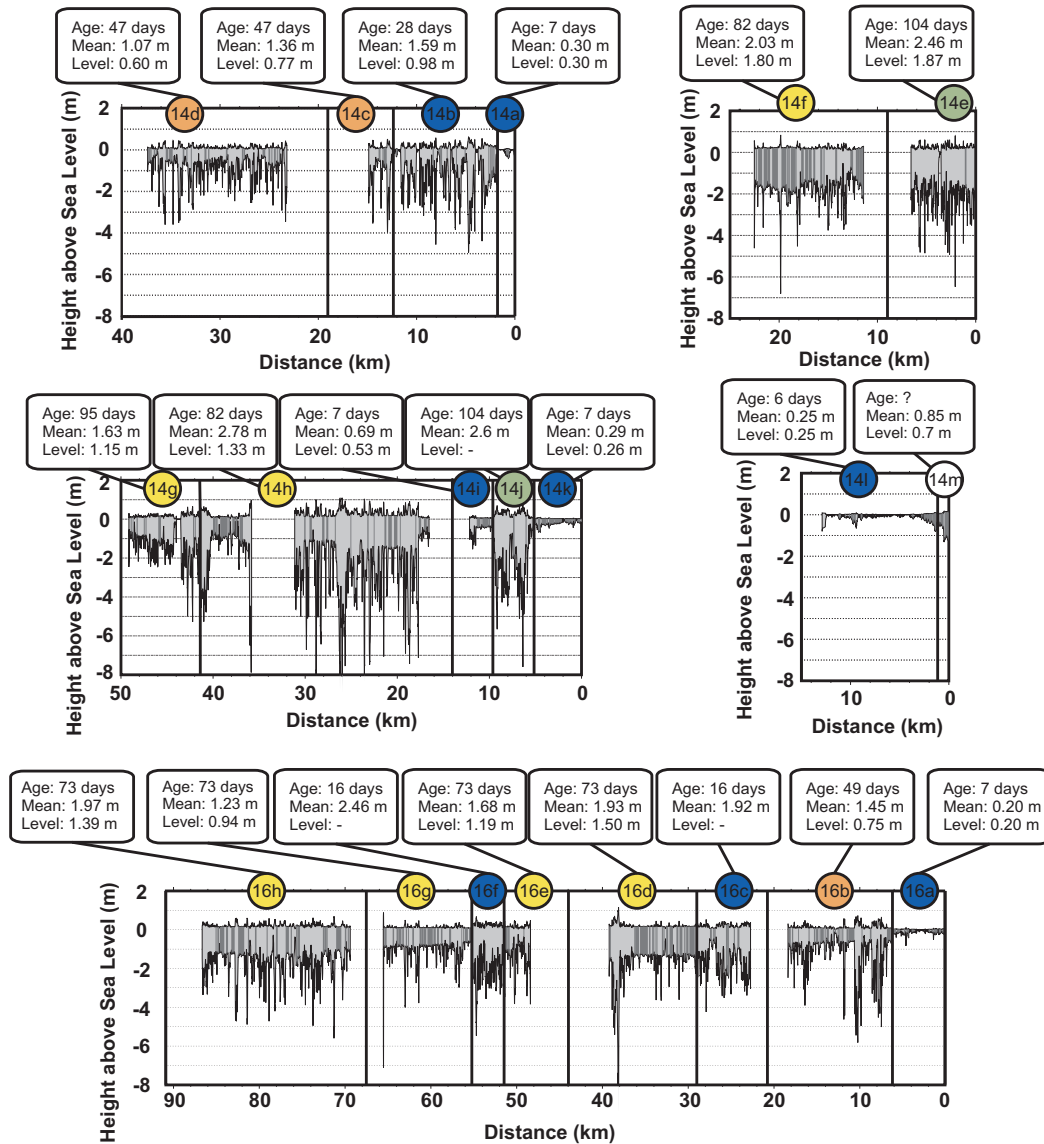 Age: 47 days
Mean: 1.07 m
Level: 0.60 m
Age: 47 days
Mean: 1.36 m
Level: 0.77 m
Age: 28 days
Mean: 1.59 m
Level: 0.98 m
Age: 7 days
Mean: 0.30 m
Level: 0.30 m
14d
14c
14b
14a
Height above Sea Level (m)
2
0
-2
-4
-6
-8
40
30
20
10
0
Distance (km)
Age: 82 days
Mean: 2.03 m
Level: 1.80 m
Age: 104 days
Mean: 2.46 m
Level: 1.87 m
14f
14e
Height above Sea Level (m)
2
0
-2
-4
-6
-8
20
10
0
Distance (km)
Age: 95 days
Mean: 1.63 m
Level: 1.15 m
Age: 82 days
Mean: 2.78 m
Level: 1.33 m
Age: 7 days
Mean: 0.69 m
Level: 0.53 m
Age: 104 days
Mean: 2.6 m
Level: -
Age: 7 days
Mean: 0.29 m
Level: 0.26 m
14g
14h
14i
14j
14k
Height above Sea Level (m)
2
0
-2
-4
-6
-8
50
40
30
20
10
0
Distance (km)
Age: 6 days
Mean: 0.25 m
Level: 0.25 m
Age: ?
Mean: 0.85 m
Level: 0.7 m
14l
14m
Height above Sea Level (m)
2
0
-2
-4
-6
-8
10
0
Distance (km)
Age: 73 days
Mean: 1.97 m
Level: 1.39 m
Age: 73 days
Mean: 1.23 m
Level: 0.94 m
Age: 16 days
Mean: 2.46 m
Level: -
Age: 73 days
Mean: 1.68 m
Level: 1.19 m
Age: 73 days
Mean: 1.93 m
Level: 1.50 m
Age: 16 days
Mean: 1.92 m
Level: -
Age: 49 days
Mean: 1.45 m
Level: 0.75 m
Age: 7 days
Mean: 0.20 m
Level: 0.20 m
16h
16g
16f
16e
16d
16c
16b
16a
Height above Sea Level (m)
2
0
-2
-4
-6
-8
90
80
70
60
50
40
30
20
10
0
Distance (km)